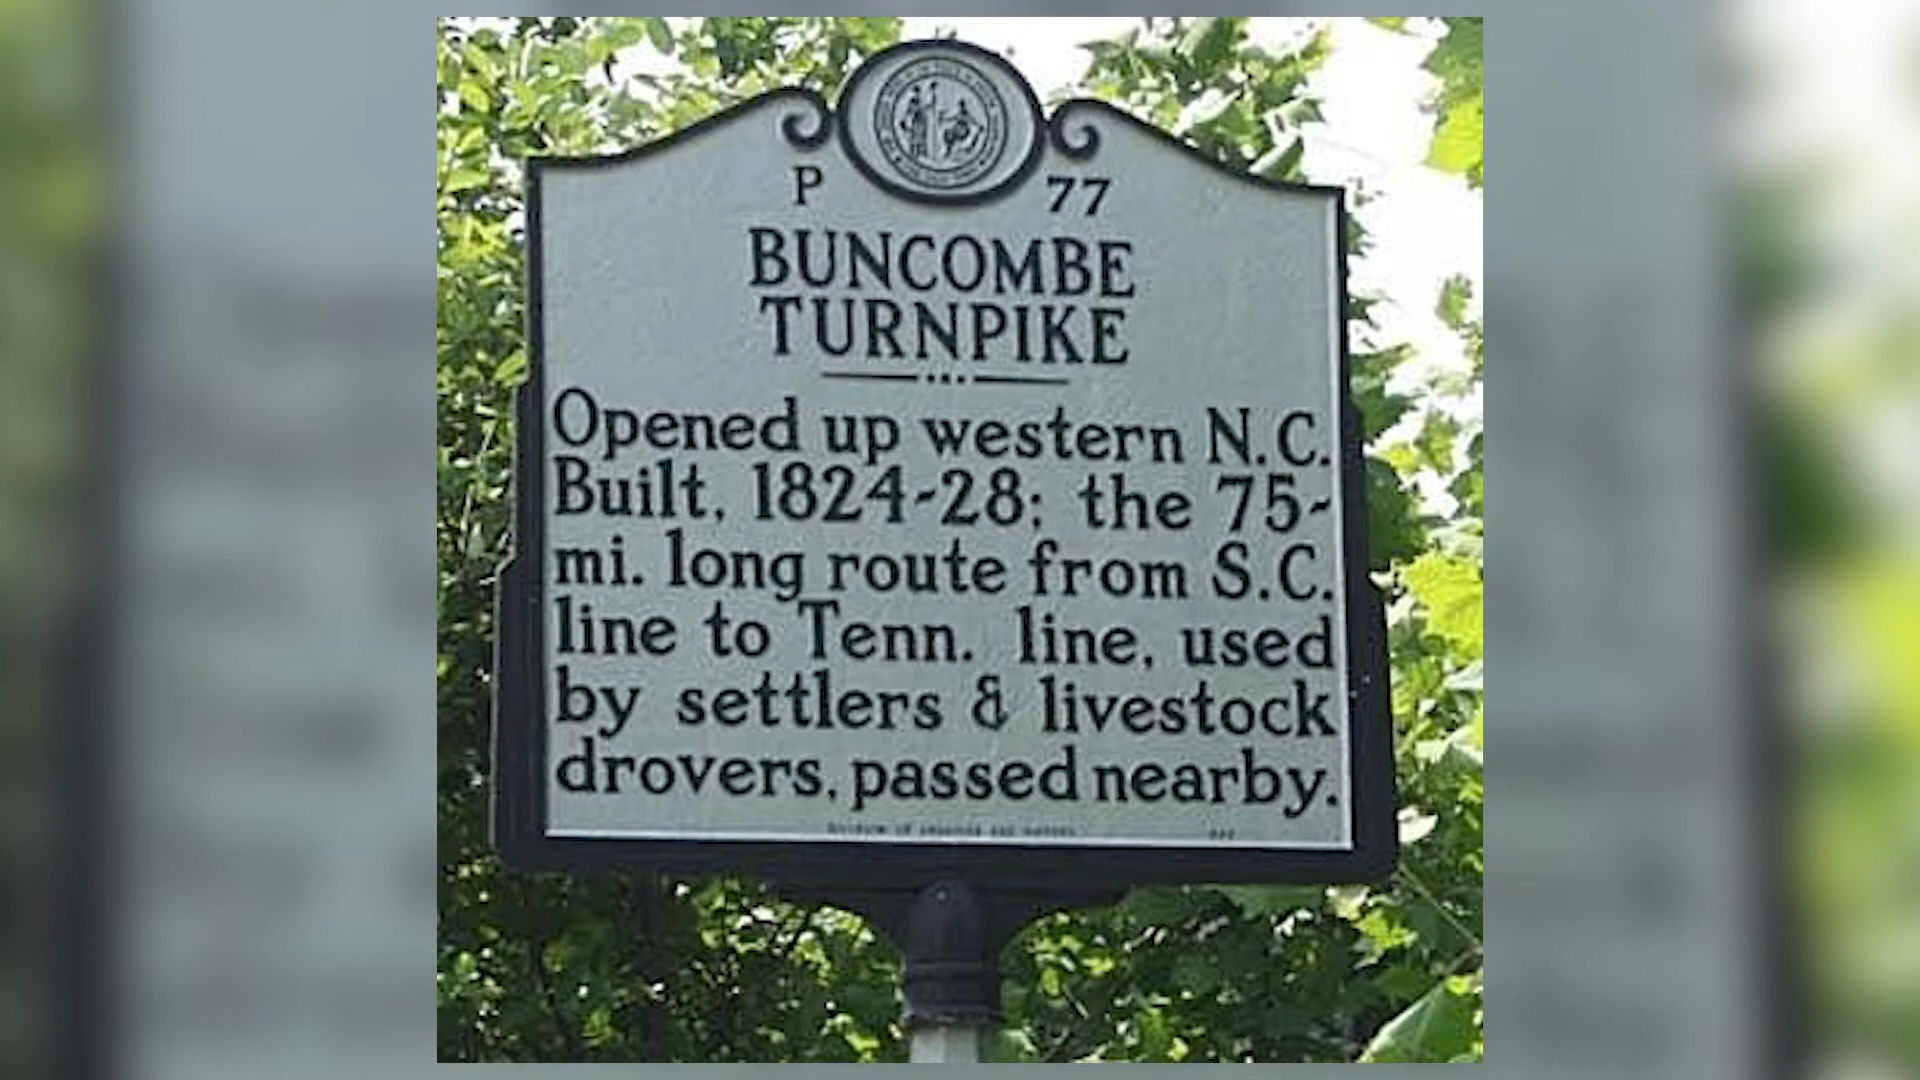 P 77
BUNCOMBE
TURNPIKE
Opened up western N.C.
Built, 1824-28; the 75-
mi. long route from S.C.
line to Tenn. line, used
by settlers & livestock
drovers, passed nearby.